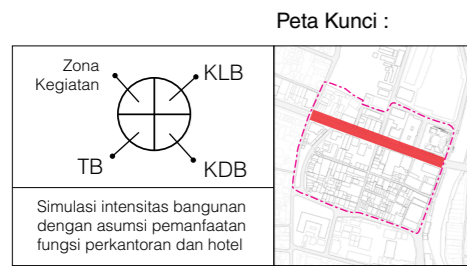 Peta Kunci :
Zona
Kegiatan
KLB
TB
KDB
Simulasi intensitas bangunan
dengan asumsi pemanfaatan
fungsi perkantoran dan hotel